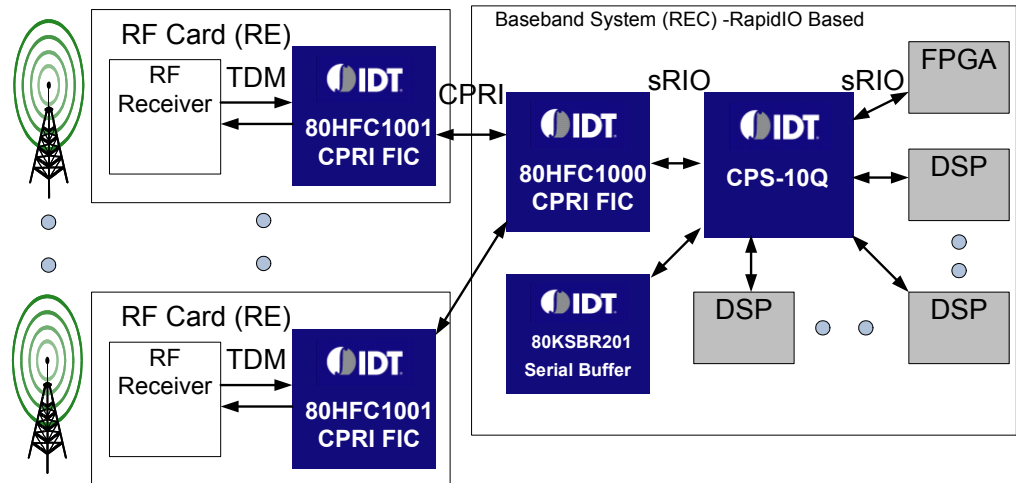 Baseband System (REC) -RapidIO Based
RF Card (RE)
RF
Receiver
TDM
IDT.
80HFC1001
CPRI FIC
CPRI
IDT.
80HFC1000
CPRI FIC
sRIO
IDT.
CPS-10Q
sRIO
FPGA
DSP
DSP
DSP
IDT.
80KSBR201
Serial Buffer
RF Card (RE)
RF
Receiver
TDM
IDT.
80HFC1001
CPRI FIC